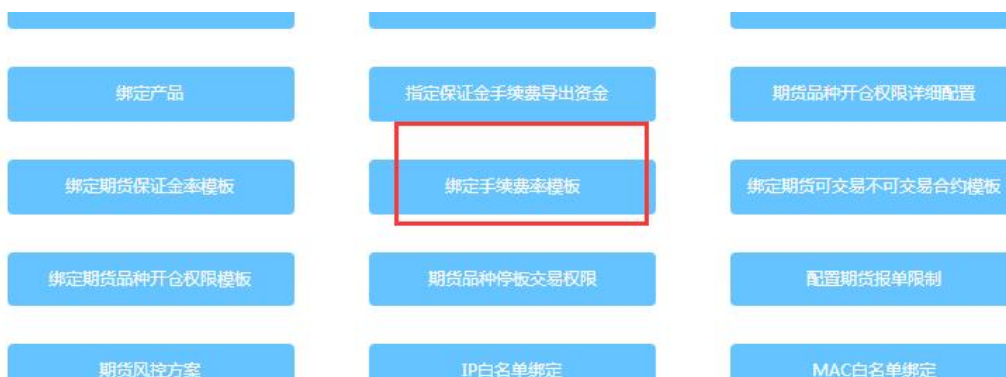 绑定产品
指定保证金手续费导出资金
期货品种开仓权限详细配置
绑定期货保证金率模板
绑定手续费率模板
绑定期货可交易不可交易合约模板
绑定期货品种开仓权限模板
期货品种停板交易权限
配置期货报单限制
期货风控方案
IP白名单绑定
MAC白名单绑定